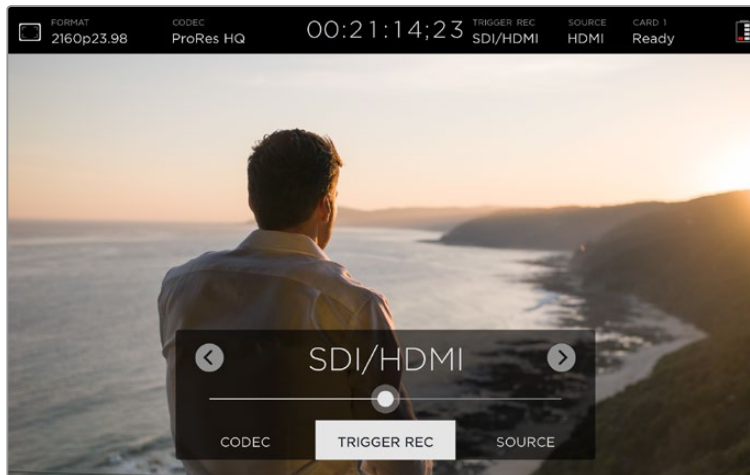 FORMAT
2160p23.98
CODEC
ProRes HQ
00:21:14;23
TRIGGER REC
SDI/HDMI
SOURCE
HDMI
CARD 1
Ready
SDI/HDMI
CODEC TRIGGER REC SOURCE